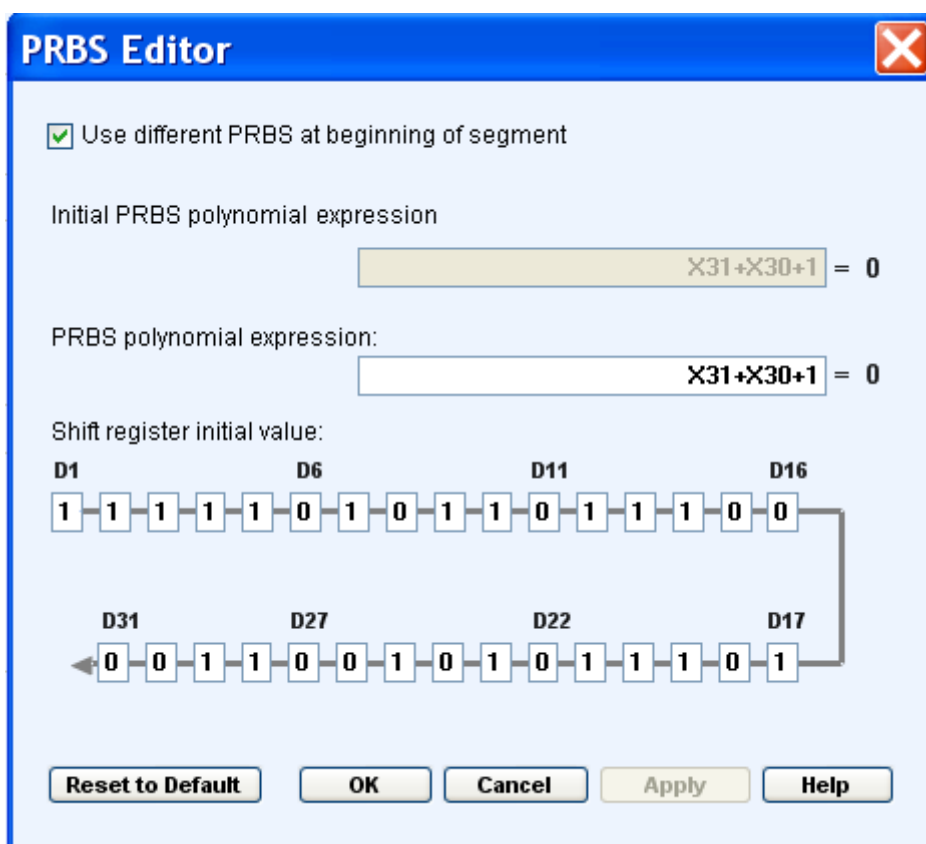 PRBS Editor
Use different PRBS at beginning of segment
Initial PRBS polynomial expression
X31+X30+1 = 0
PRBS polynomial expression:
X31+X30+1 = 0
Shift register initial value:
D1 D6 D11 D16
1 1 1 1 1 0 1 0 1 1 0 1 1 1 0 0
D31 D27 D22 D17
0 0 1 1 0 0 1 0 1 0 1 1 1 0 1
Reset to Default OK Cancel Apply Help